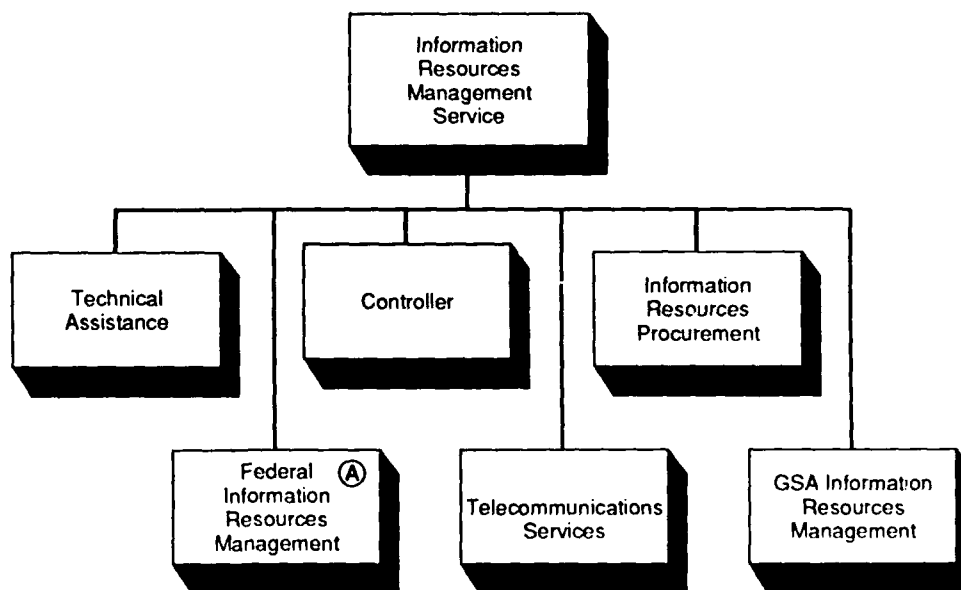 Information
Resources
Management
Service
Technical
Assistance
Controller
Information
Resources
Procurement
Federal
Information
Resources
Management
A
Telecommunications
Services
GSA Information
Resources
Management